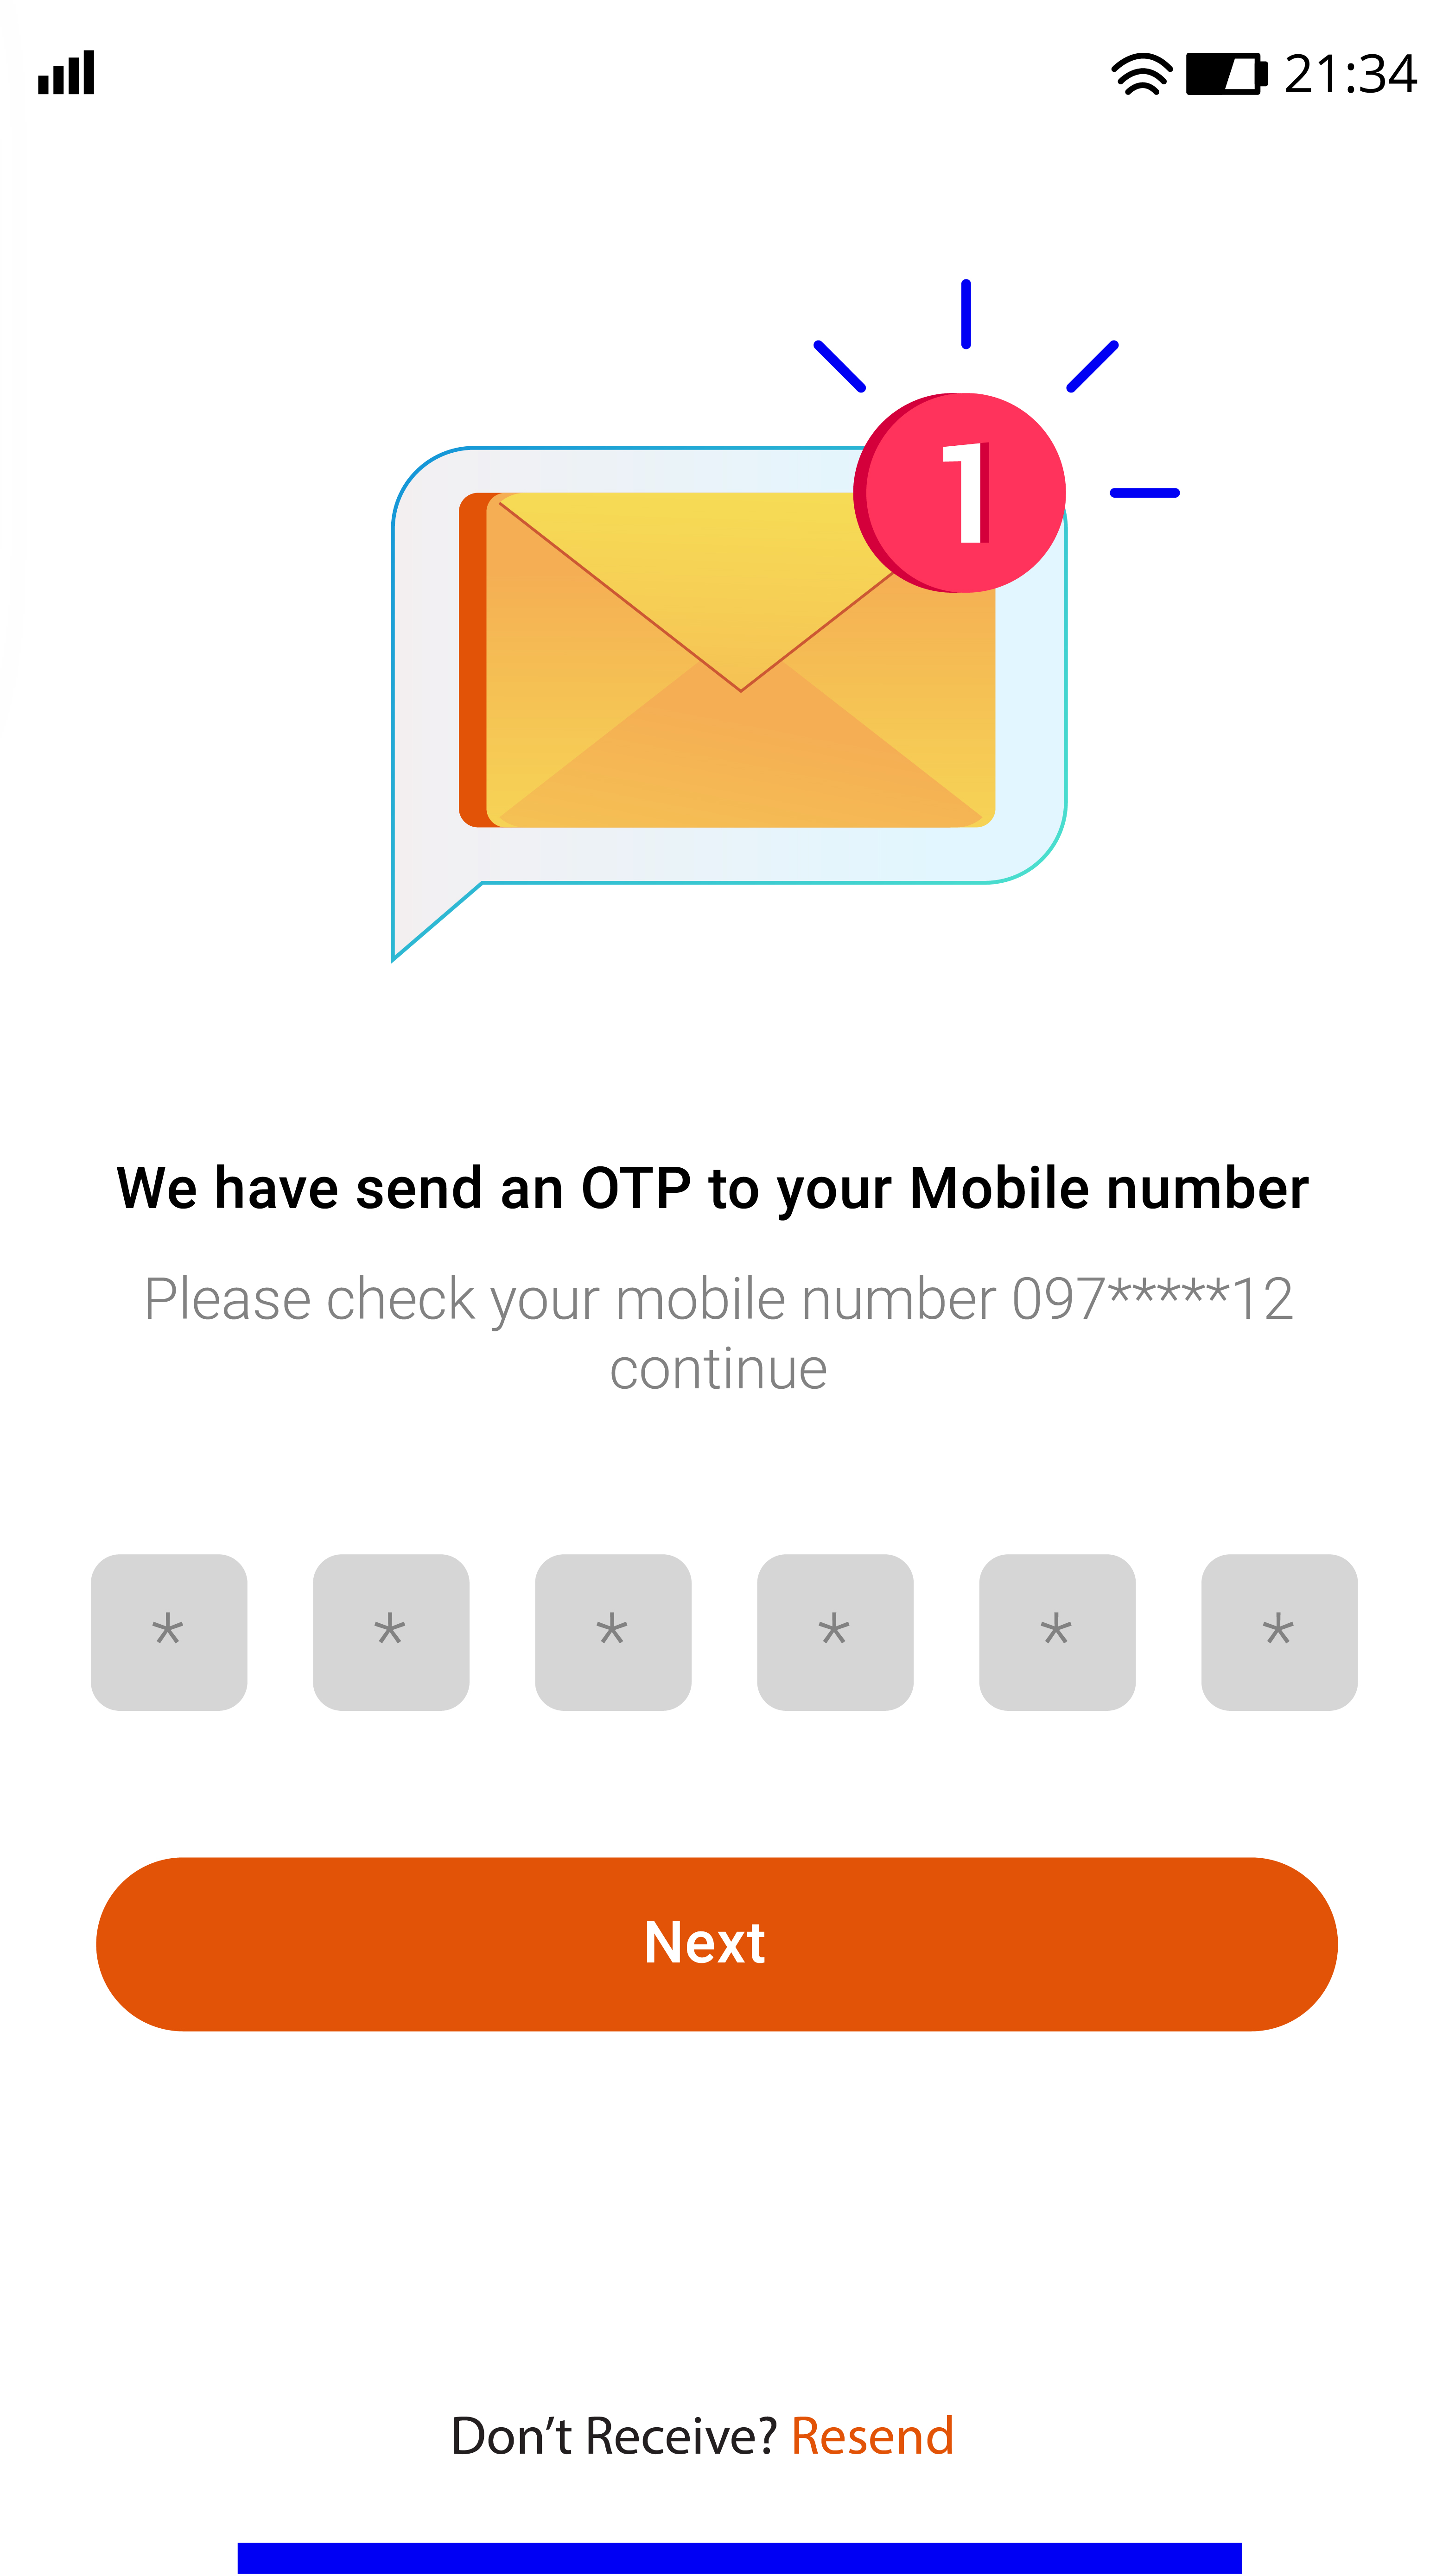 21:34
1
We have send an OTP to your Mobile number
Please check your mobile number 097*****12
continue
* * * * * *
Next
Don’t Receive? Resend